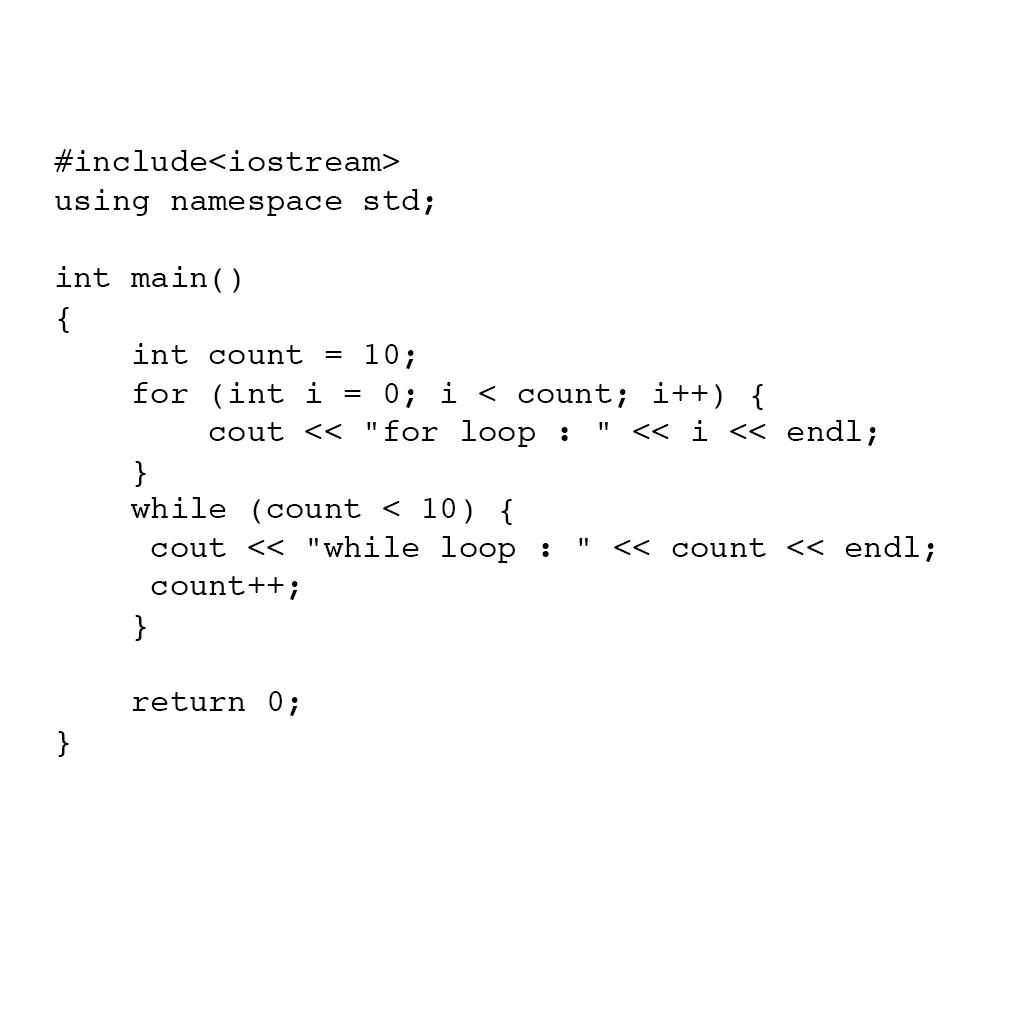 #include<iostream>
using namespace std;

int main()
{
    int count = 10;
    for (int i = 0; i < count; i++) {
        cout << "for loop : " << i << endl;
    }
    while (count < 10) {
     cout << "while loop : " << count << endl;
     count++;
    }

    return 0;
}